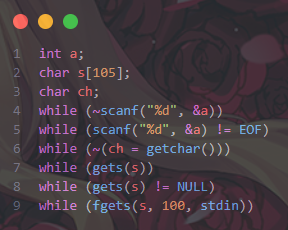 1 int a;
2 char s[105];
3 char ch;
4 while (~scanf("%d", &a))
5 while (scanf("%d", &a) != EOF)
6 while (~(ch = getchar()))
7 while (gets(s))
8 while (gets(s) != NULL)
9 while (fgets(s, 100, stdin))